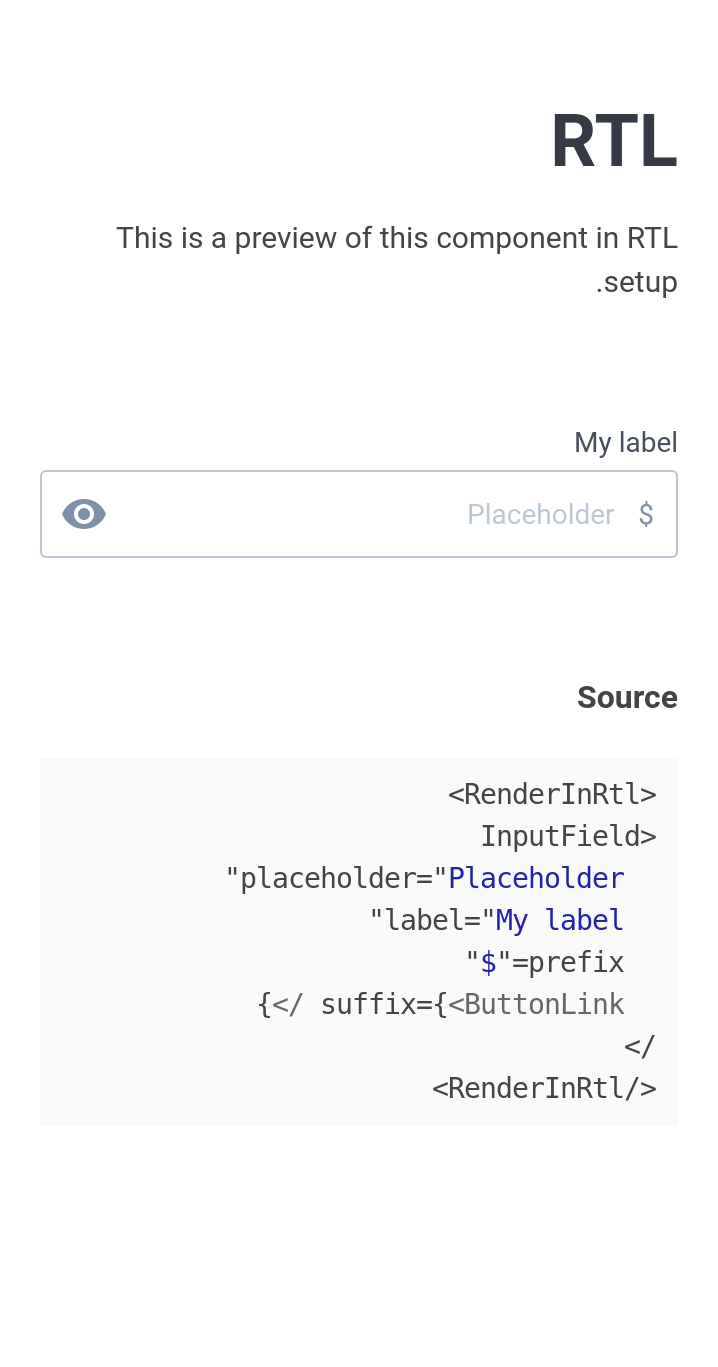 RTL
This is a preview of this component in RTL
.setup
My label
Placeholder $
Source
<RenderInRtl>
InputField>
"placeholder="Placeholder
"label="My label
"$"=prefix
{</ suffix={<ButtonLink
</
<RenderInRtl/>